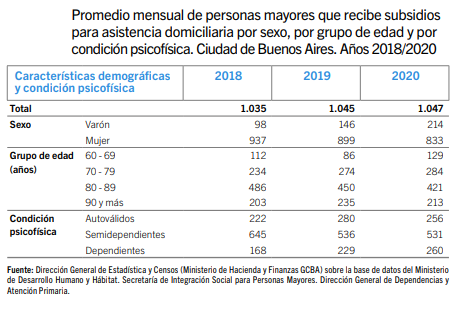 Promedio mensual de personas mayores que recibe subsidios
para asistencia domiciliaria por sexo, por grupo de edad y por
condición psicofísica. Ciudad de Buenos Aires. Años 2018/2020
Características demográficas
y condición psicofísica 2018 2019 2020
Total 1.035 1.045 1.047
Sexo Varón 98 146 214
Mujer 937 899 833
Grupo de edad 60 - 69 112 86 129
(años) 70 - 79 234 274 284
80 - 89 486 450 421
90 y más 203 235 213
Condición Autoválidos 222 280 256
psicofísica Semidependientes 645 536 531
Dependientes 168 229 260
Fuente: Dirección General de Estadística y Censos (Ministerio de Hacienda y Finanzas GCBA) sobre la base de datos del Ministerio
de Desarrollo Humano y Hábitat. Secretaría de Integración Social para Personas Mayores. Dirección General de Dependencias y
Atención Primaria.